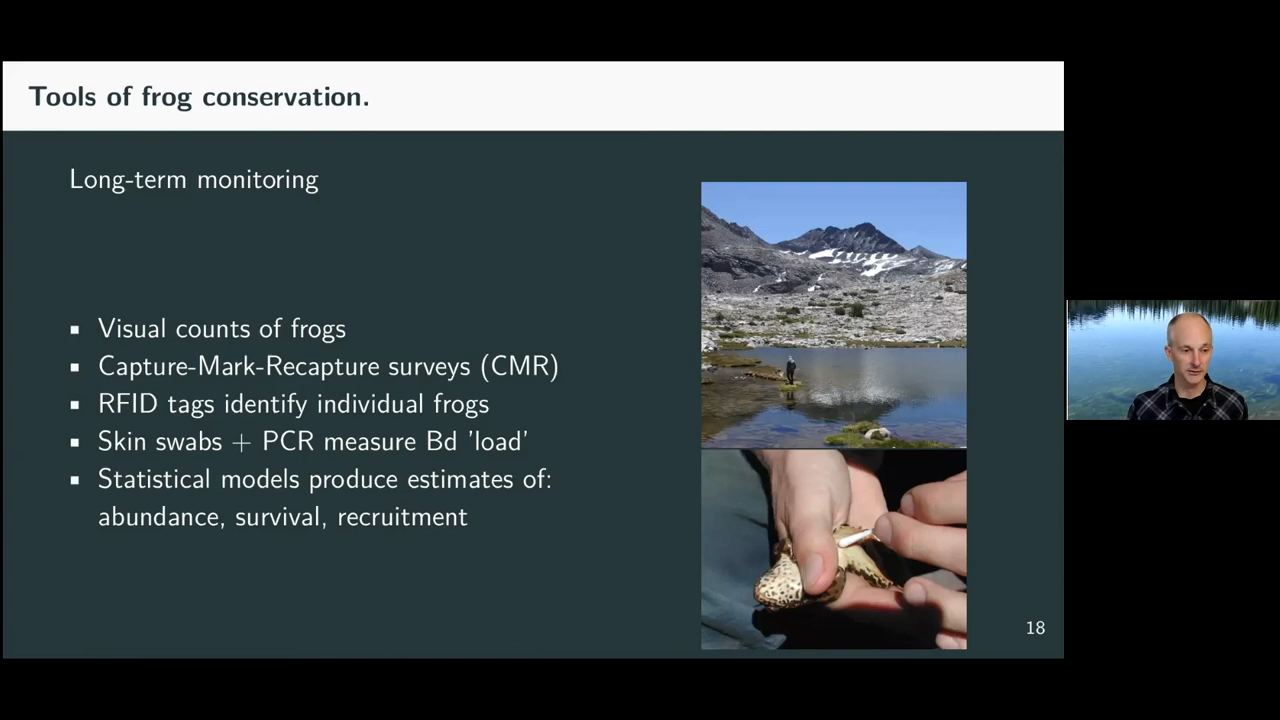 Tools of frog conservation.
Long-term monitoring
▪ Visual counts of frogs
▪ Capture-Mark-Recapture surveys (CMR)
▪ RFID tags identify individual frogs
▪ Skin swabs + PCR measure Bd 'load'
▪ Statistical models produce estimates of:
abundance, survival, recruitment
18